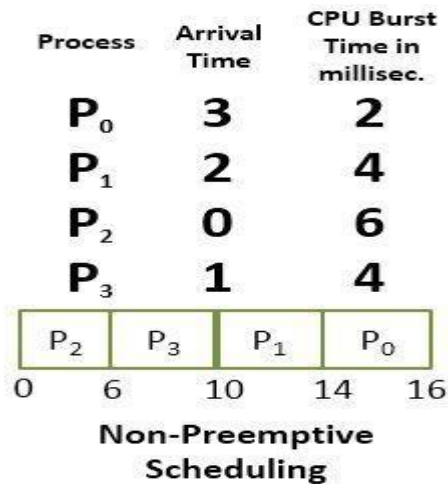 Process Arrival Time CPU Burst Time in millisec.
P₀ 3 2
P₁ 2 4
P₂ 0 6
P₃ 1 4
P₂ P₃ P₁ P₀
0 6 10 14 16
Non-Preemptive
Scheduling